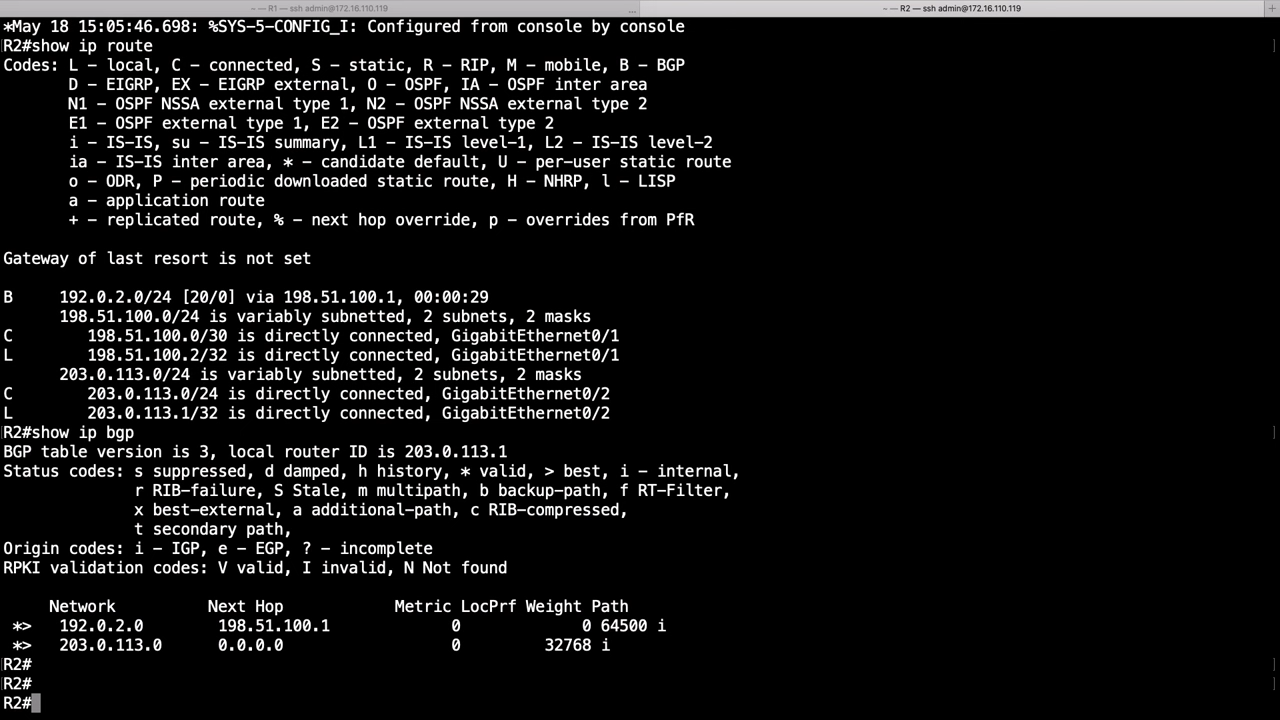 ~ — R1 — ssh admin@172.16.110.119
...
~ — R2 — ssh admin@172.16.110.119
+
*May 18 15:05:46.698: %SYS-5-CONFIG_I: Configured from console by console
R2#show ip route
Codes: L - local, C - connected, S - static, R - RIP, M - mobile, B - BGP
       D - EIGRP, EX - EIGRP external, O - OSPF, IA - OSPF inter area
       N1 - OSPF NSSA external type 1, N2 - OSPF NSSA external type 2
       E1 - OSPF external type 1, E2 - OSPF external type 2
       i - IS-IS, su - IS-IS summary, L1 - IS-IS level-1, L2 - IS-IS level-2
       ia - IS-IS inter area, * - candidate default, U - per-user static route
       o - ODR, P - periodic downloaded static route, H - NHRP, l - LISP
       a - application route
       + - replicated route, % - next hop override, p - overrides from PfR
Gateway of last resort is not set
B     192.0.2.0/24 [20/0] via 198.51.100.1, 00:00:29
      198.51.100.0/24 is variably subnetted, 2 subnets, 2 masks
C        198.51.100.0/30 is directly connected, GigabitEthernet0/1
L        198.51.100.2/32 is directly connected, GigabitEthernet0/1
      203.0.113.0/24 is variably subnetted, 2 subnets, 2 masks
C        203.0.113.0/24 is directly connected, GigabitEthernet0/2
L        203.0.113.1/32 is directly connected, GigabitEthernet0/2
R2#show ip bgp
BGP table version is 3, local router ID is 203.0.113.1
Status codes: s suppressed, d damped, h history, * valid, > best, i - internal,
              r RIB-failure, S Stale, m multipath, b backup-path, f RT-Filter,
              x best-external, a additional-path, c RIB-compressed,
              t secondary path,
Origin codes: i - IGP, e - EGP, ? - incomplete
RPKI validation codes: V valid, I invalid, N Not found
     Network          Next Hop            Metric LocPrf Weight Path
 *>   192.0.2.0        198.51.100.1             0             0 64500 i
 *>   203.0.113.0      0.0.0.0                  0         32768 i
R2#
R2#
R2#